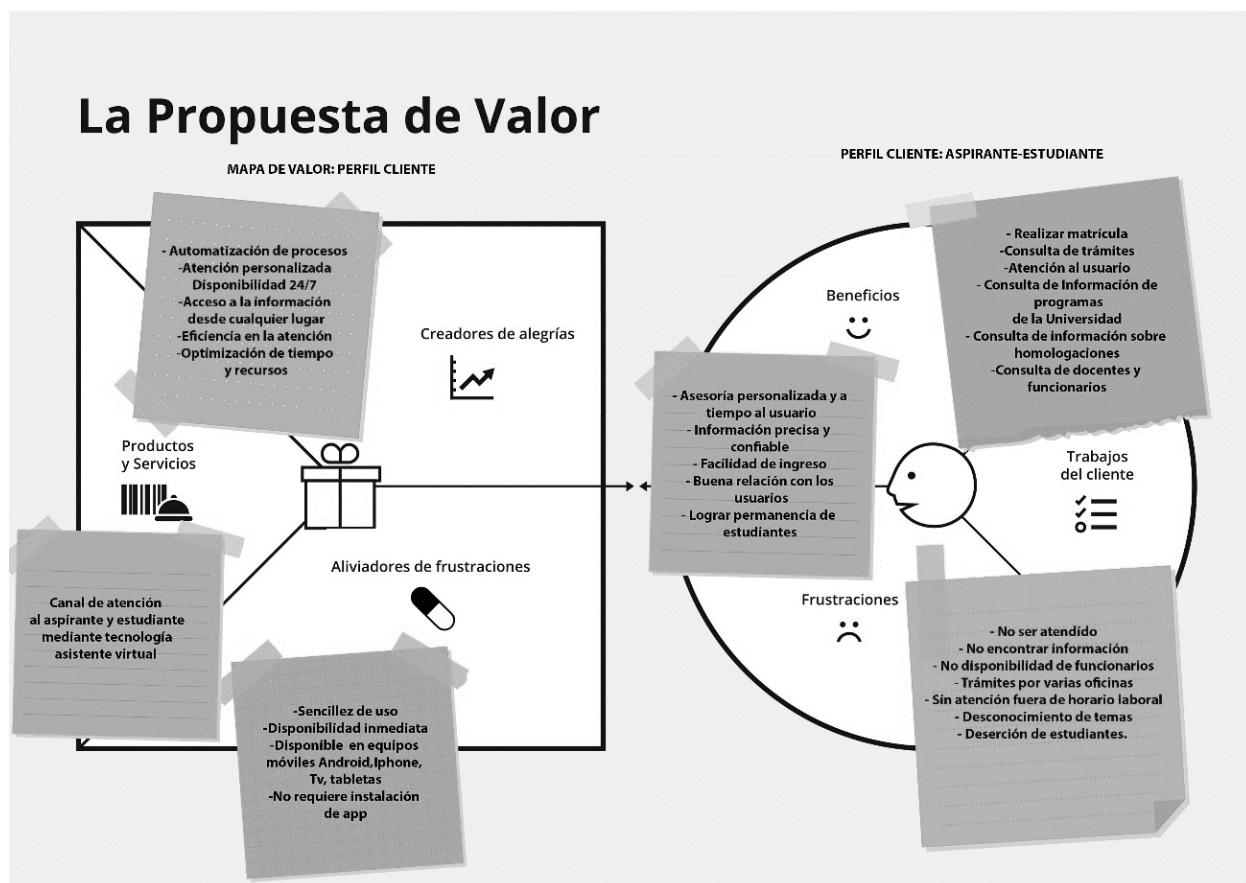 La Propuesta de Valor
MAPA DE VALOR: PERFIL CLIENTE
- Automatización de procesos
-Atención personalizada
Disponibilidad 24/7
-Acceso a la información
desde cualquier lugar
-Eficiencia en la atención
-Optimización de tiempo
y recursos
Creadores de alegrías
Productos
y Servicios
Canal de atención
al aspirante y estudiante
mediante tecnología
asistente virtual
Aliviadores de frustraciones
-Sencillez de uso
-Disponibilidad inmediata
-Disponible en equipos
móviles Android,Iphone,
Tv, tabletas
-No requiere instalación
de app
PERFIL CLIENTE: ASPIRANTE-ESTUDIANTE
- Realizar matrícula
-Consulta de trámites
-Atención al usuario
- Consulta de Información de
programas
de la Universidad
- Consulta de información sobre
homologaciones
-Consulta de docentes y
funcionarios
Beneficios
- Asesoría personalizada y a
tiempo al usuario
- Información precisa y
confiable
- Facilidad de ingreso
- Buena relación con los
usuarios
- Lograr permanencia de
estudiantes
Trabajos
del cliente
Frustraciones
- No ser atendido
- No encontrar información
- No disponibilidad de funcionarios
- Trámites por varias oficinas
- Sin atención fuera de horario laboral
- Desconocimiento de temas
- Deserción de estudiantes.